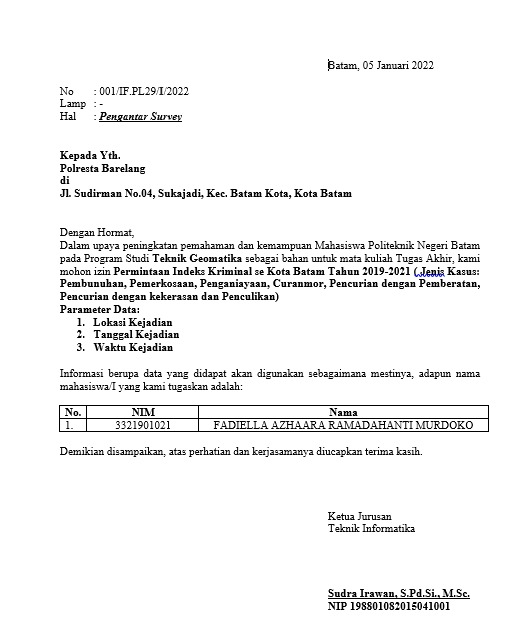 Batam, 05 Januari 2022
No : 001/IF.PL29/I/2022
Lamp : -
Hal : Pengantar Survey
Kepada Yth.
Polresta Barelang
di
Jl. Sudirman No.04, Sukajadi, Kec. Batam Kota, Kota Batam
Dengan Hormat,
Dalam upaya peningkatan pemahaman dan kemampuan Mahasiswa Politeknik Negeri Batam
pada Program Studi Teknik Geomatika sebagai bahan untuk mata kuliah Tugas Akhir, kami
mohon izin Permintaan Indeks Kriminal se Kota Batam Tahun 2019-2021 ( Jenis Kasus:
Pembunuhan, Pemerkosaan, Penganiayaan, Curanmor, Pencurian dengan Pemberatan,
Pencurian dengan kekerasan dan Penculikan)
Parameter Data:
1. Lokasi Kejadian
2. Tanggal Kejadian
3. Waktu Kejadian
Informasi berupa data yang didapat akan digunakan sebagaimana mestinya, adapun nama
mahasiswa/I yang kami tugaskan adalah:
No. NIM Nama
1. 3321901021 FADIELLA AZHAARA RAMADAHANTI MURDOKO
Demikian disampaikan, atas perhatian dan kerjasamanya diucapkan terima kasih.
Ketua Jurusan
Teknik Informatika
Sudra Irawan, S.Pd.Si., M.Sc.
NIP 198801082015041001